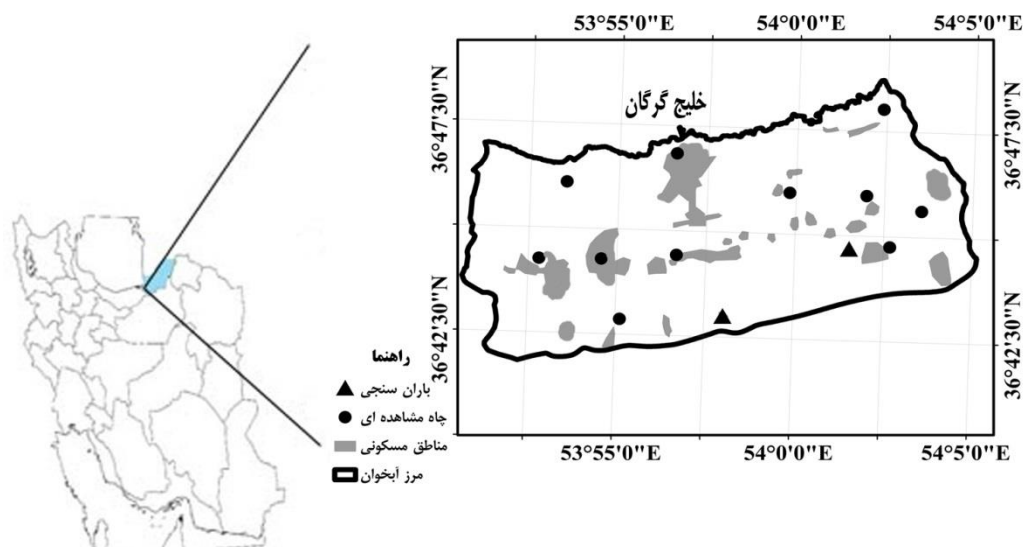 53°55'0"E 54°0'0"E 54°5'0"E
36°47'30"N 36°47'30"N
خلیج گرگان
36°42'30"N 36°42'30"N
53°55'0"E 54°0'0"E 54°5'0"E
راهنما
باران سنجی
چاه مشاهده ای
مناطق مسکونی
مرز آبخوان